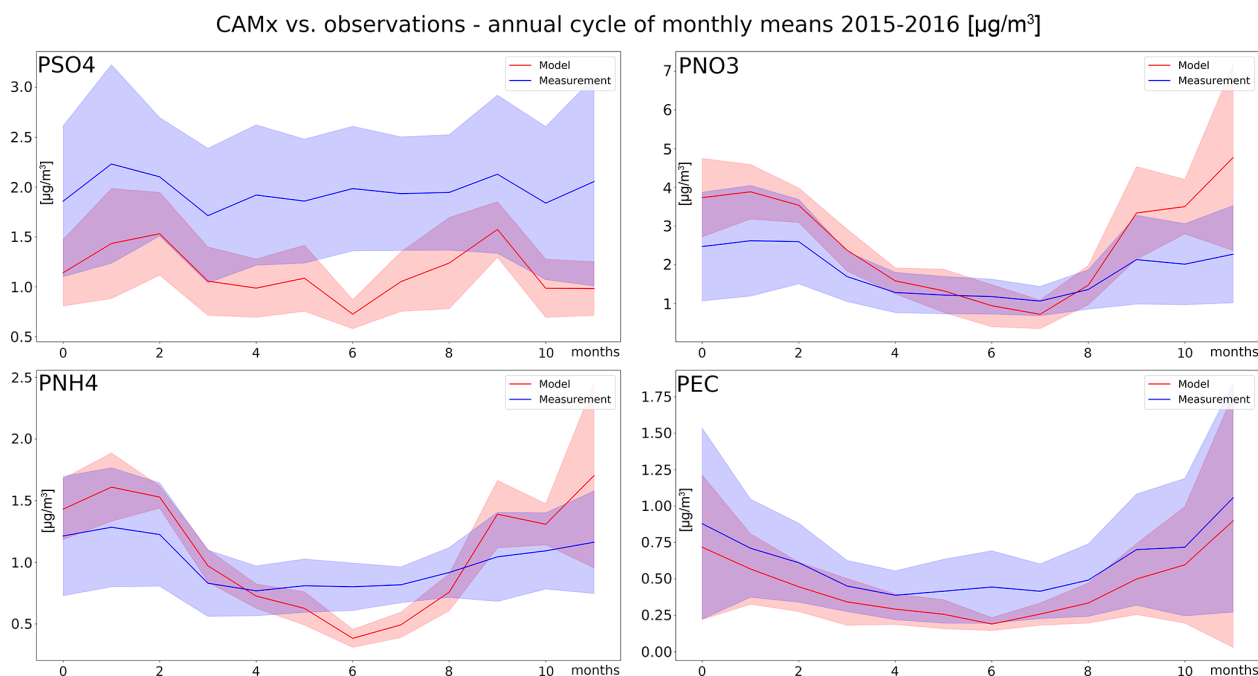 CAMx vs. observations - annual cycle of monthly means 2015-2016 [µg/m³]
PSO4
Model
Measurement
3.0
2.5
2.0
1.5
1.0
0.5
[µg/m³]
0 2 4 6 8 10 months
PNO3
Model
Measurement
7
6
5
4
3
2
1
[µg/m³]
0 2 4 6 8 10 months
PNH4
Model
Measurement
2.5
2.0
1.5
1.0
0.5
[µg/m³]
0 2 4 6 8 10 months
PEC
Model
Measurement
1.75
1.50
1.25
1.00
0.75
0.50
0.25
0.00
[µg/m³]
0 2 4 6 8 10 months